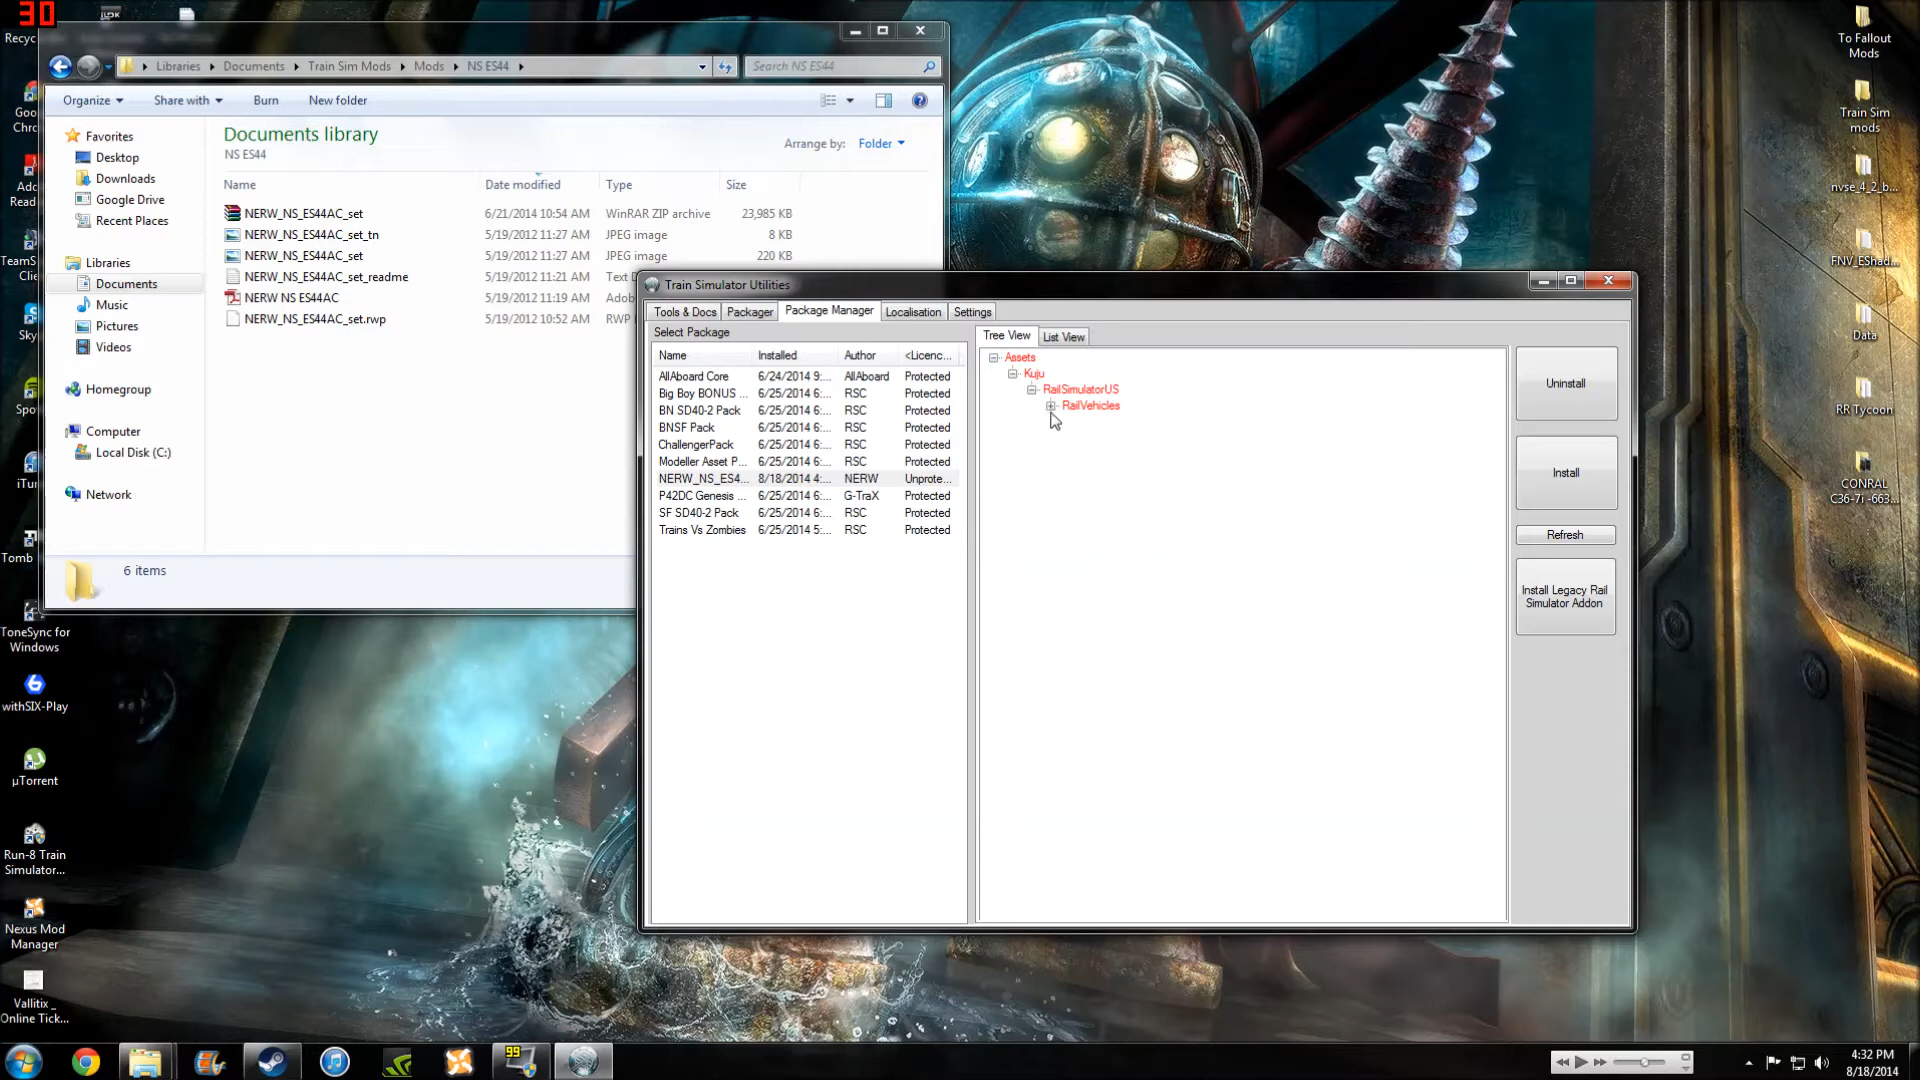 30
Recyc
Goo
Chrc
Ado
Read
TeamS
Clie
Sky
Spot
iTun
Tomb
ToneSync for
Windows
withSIX-Play
µTorrent
Run-8 Train
Simulator...
Nexus Mod
Manager
Vallitix_
Online Tick...
Libraries
Documents
Train Sim Mods
Mods
NS ES44
Search NS ES44
Organize
Share with
Burn
New folder
Favorites
Desktop
Downloads
Google Drive
Recent Places
Libraries
Documents
Music
Pictures
Videos
Homegroup
Computer
Local Disk (C:)
Network
Documents library
NS ES44
Arrange by: Folder
Name Date modified Type Size
NERW_NS_ES44AC_set 6/21/2014 10:54 AM WinRAR ZIP archive 23,985 KB
NERW_NS_ES44AC_set_tn 5/19/2012 11:27 AM JPEG image 8 KB
NERW_NS_ES44AC_set 5/19/2012 11:27 AM JPEG image 220 KB
NERW_NS_ES44AC_set_readme 5/19/2012 11:21 AM Text D
NERW NS ES44AC 5/19/2012 11:19 AM Adob
NERW_NS_ES44AC_set.rwp 5/19/2012 10:52 AM RWP
6 items
Train Simulator Utilities
Tools & Docs Packager Package Manager Localisation Settings
Select Package
Name Installed Author <Licenc...
AllAboard Core 6/24/2014 9:... AllAboard Protected
Big Boy BONUS ... 6/25/2014 6:... RSC Protected
BN SD40-2 Pack 6/25/2014 6:... RSC Protected
BNSF Pack 6/25/2014 6:... RSC Protected
ChallengerPack 6/25/2014 6:... RSC Protected
Modeller Asset P... 6/25/2014 6:... RSC Protected
NERW_NS_ES4... 8/18/2014 4:... NERW Unprote...
P42DC Genesis ... 6/25/2014 6:... G-TraX Protected
SF SD40-2 Pack 6/25/2014 6:... RSC Protected
Trains Vs Zombies 6/25/2014 5:... RSC Protected
Tree View List View
Assets
Kuju
RailSimulatorUS
RailVehicles
Uninstall
Install
Refresh
Install Legacy Rail
Simulator Addon
To Fallout
Mods
Train Sim
mods
nvse_4_2_b...
FNV_EShad...
Data
RR Tycoon
CONRAL
C36-7i -663...
99
4:32 PM
8/18/2014